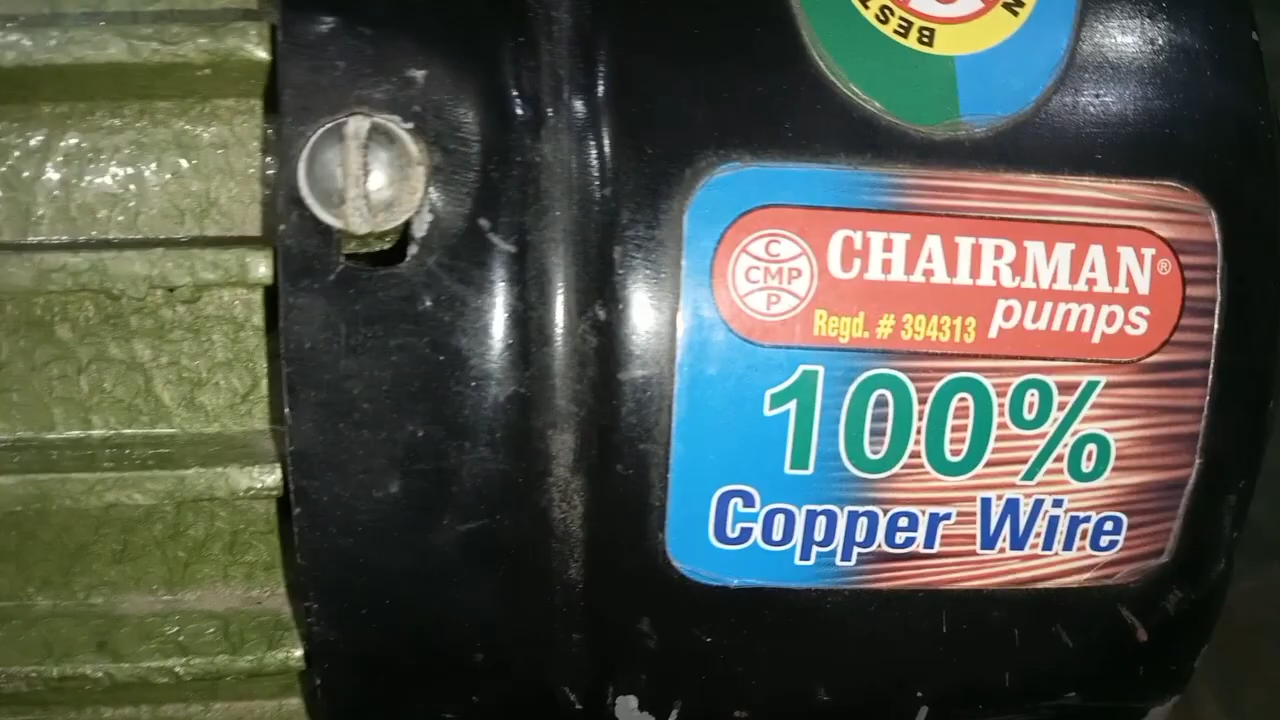 BEST
C
CMP
P
CHAIRMAN®
Regd. # 394313 pumps
100%
Copper Wire